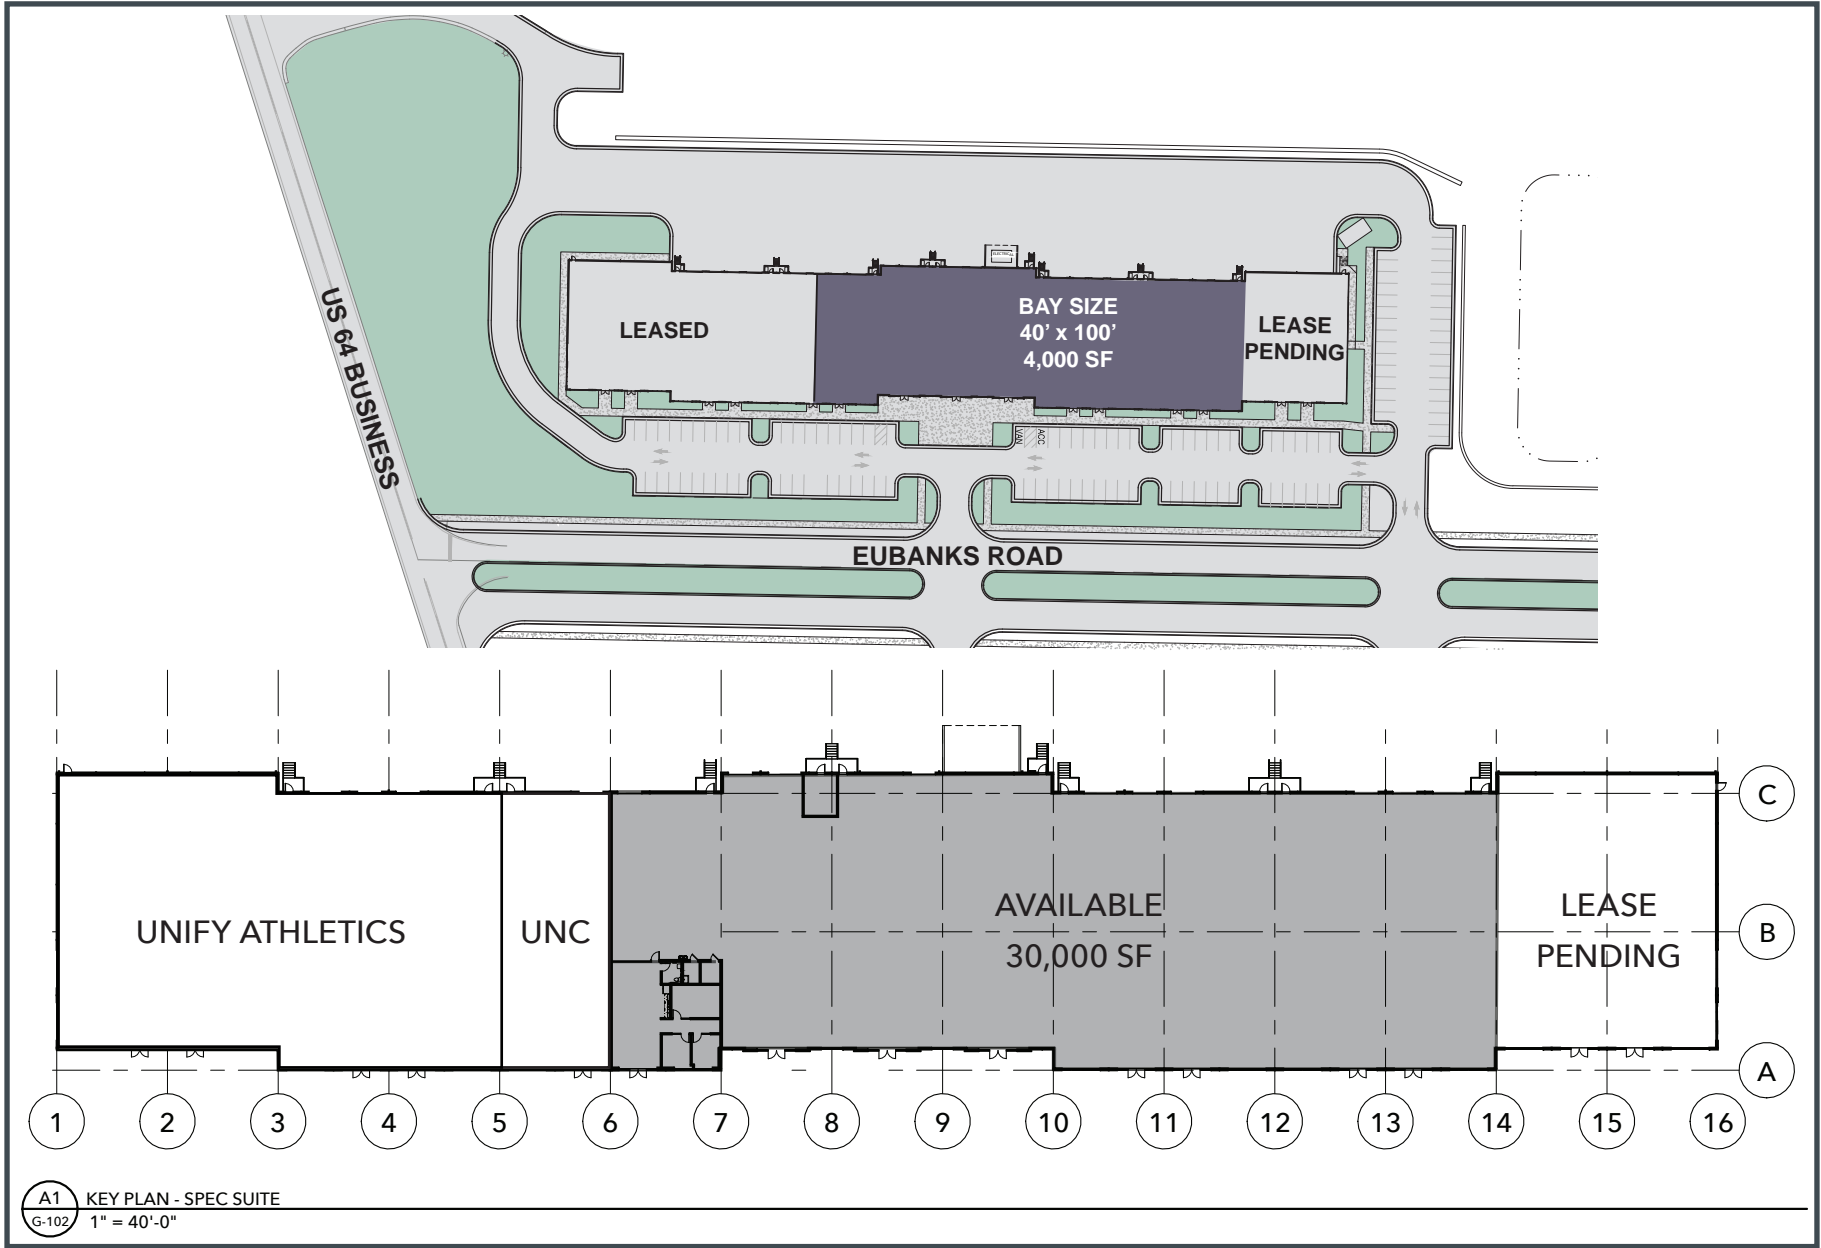 ELECTRICAL
BAY SIZE
40’ x 100’
4,000 SF
LEASED
LEASE
PENDING
US 64 BUSINESS
VAN
ACC
EUBANKS ROAD
C
UNIFY ATHLETICS
UNC
AVAILABLE
30,000 SF
LEASE
PENDING
B
A
1 2 3 4 5 6 7 8 9 10 11 12 13 14 15 16
A1
G-102
KEY PLAN - SPEC SUITE
1" = 40'-0"